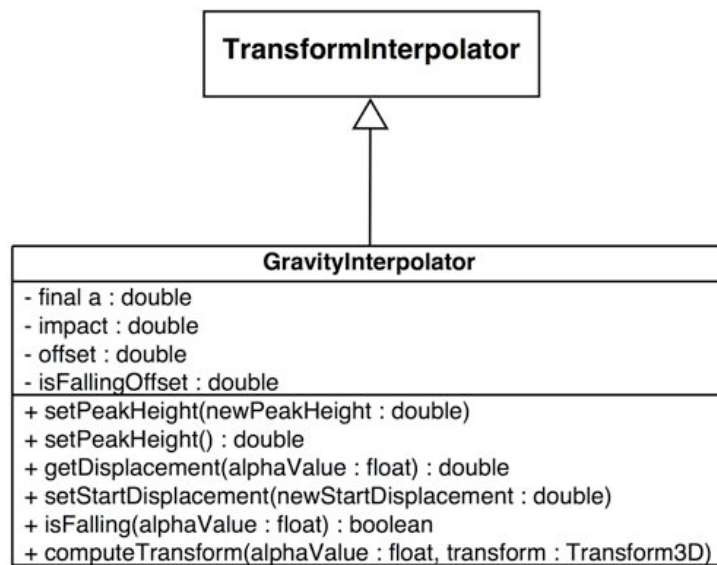 TransformInterpolator
GravityInterpolator
- final a : double
- impact : double
- offset : double
- isFallingOffset : double
+ setPeakHeight(newPeakHeight : double)
+ setPeakHeight() : double
+ getDisplacement(alphaValue : float) : double
+ setStartDisplacement(newStartDisplacement : double)
+ isFalling(alphaValue : float) : boolean
+ computeTransform(alphaValue : float, transform : Transform3D)